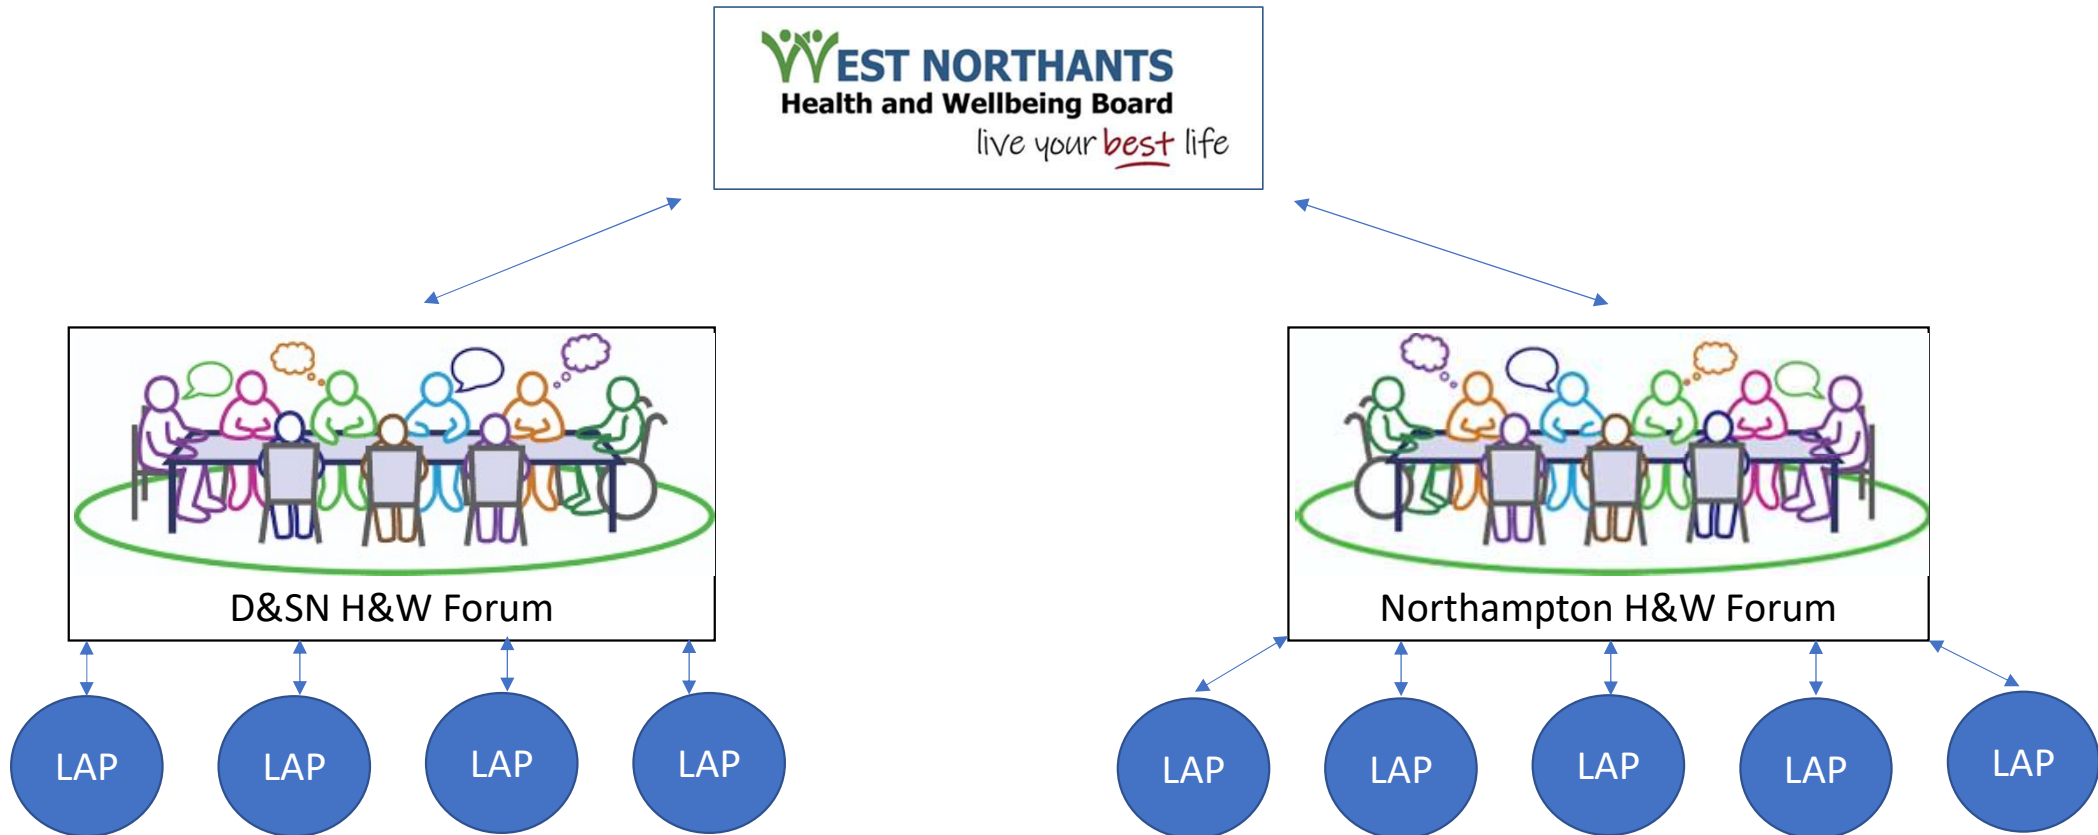 WEST NORTHANTS
Health and Wellbeing Board
live your best life
D&SN H&W Forum
Northampton H&W Forum
LAP
LAP
LAP
LAP
LAP
LAP
LAP
LAP
LAP